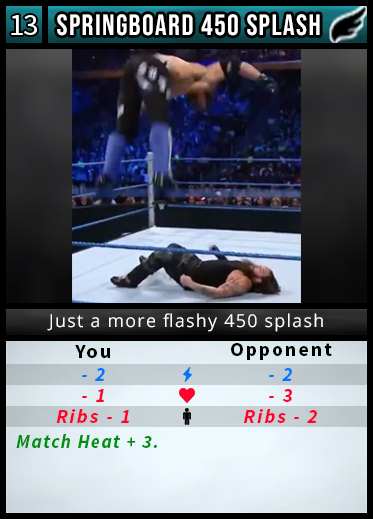 13 SPRINGBOARD 450 SPLASH
Just a more flashy 450 splash
You Opponent
- 2 - 2
- 1 - 3
Ribs - 1 Ribs - 2
Match Heat + 3.